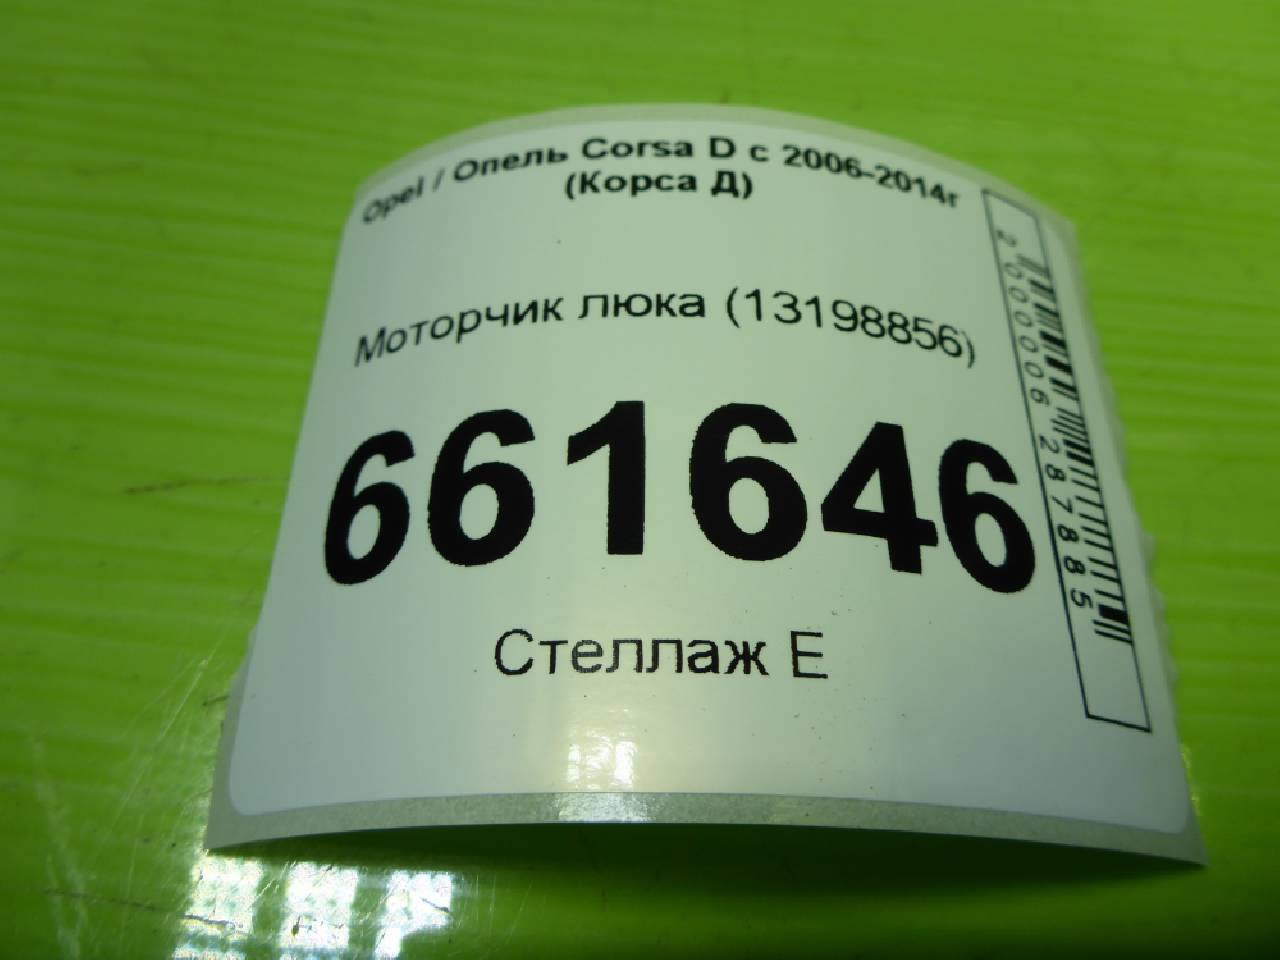 Opel / Опель Corsa D с 2006-2014г
(Корса Д)
Моторчик люка (13198856)
661646
Стеллаж Е
2000006287885